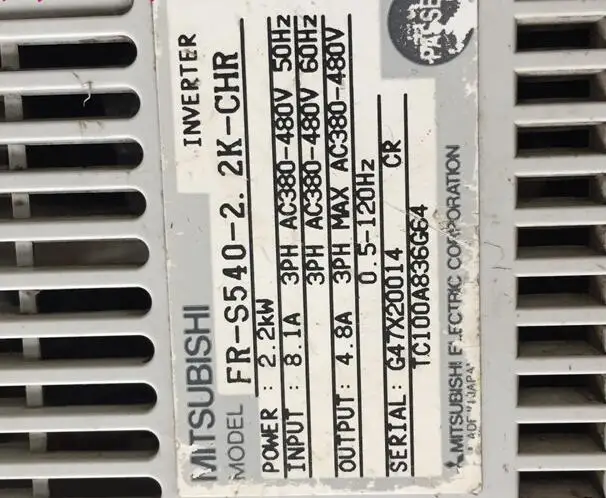 MITSUBISHI INVERTER
MODEL FR-S540-2.2K-CHR
POWER : 2.2kW
INPUT : 8.1A 3PH AC380-480V 50Hz
3PH AC380-480V 60Hz
OUTPUT : 4.8A 3PH MAX AC380-480V
0.5-120Hz
SERIAL : G47X20014 CR
TC100A836G64
MITSUBISHI ELECTRIC CORPORATION